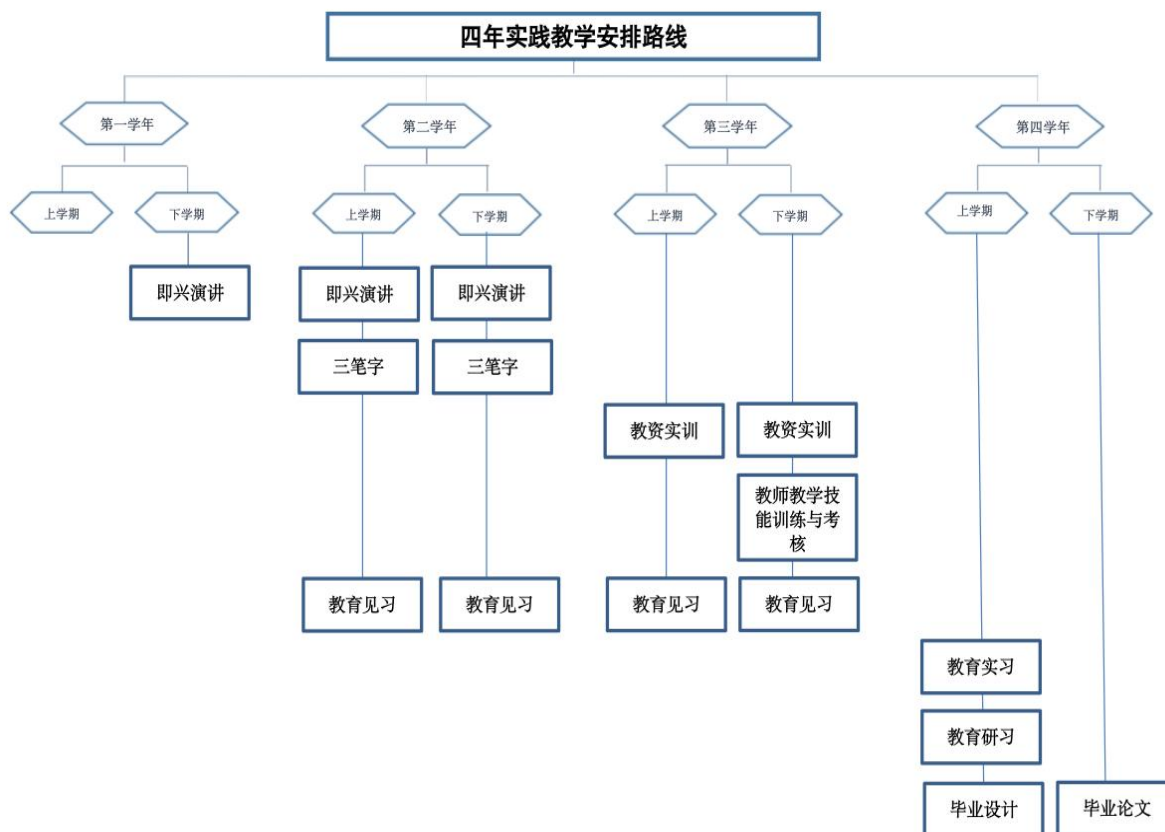 四年实践教学安排路线
第一学年
第二学年
第三学年
第四学年
上学期
下学期
上学期
下学期
上学期
下学期
上学期
下学期
即兴演讲
即兴演讲
即兴演讲
三笔字
三笔字
教资实训
教资实训
教师教学技
能训练与考
核
教育见习
教育见习
教育见习
教育见习
教育实习
教育研习
毕业设计
毕业论文